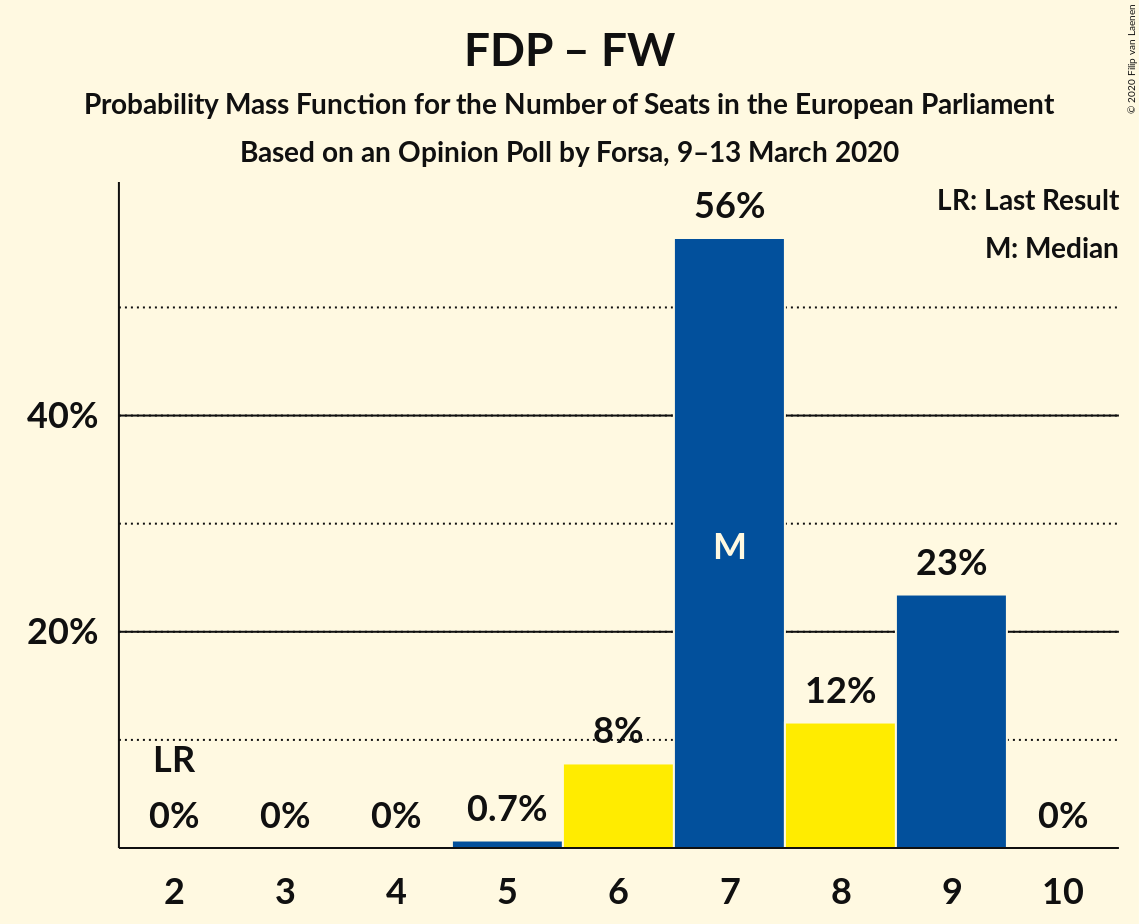 FDP – FW
Probability Mass Function for the Number of Seats in the European Parliament
Based on an Opinion Poll by Forsa, 9–13 March 2020
© 2020 Filip van Laenen
LR: Last Result
M: Median
56%
40%
M
23%
20%
12%
8%
LR
0%
0%
0%
0.7%
0%
2 3 4 5 6 7 8 9 10